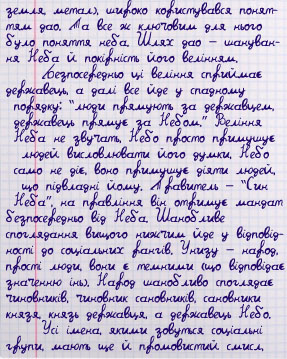 земля, метал), широко користувався понят-
тям дао. Та все ж ключовим для нього
було поняття неба. Шлях дао – шануван-
ня Неба й покірність його велінням.
Безпосередньо ці веління сприймає
державець, а далі все йде у спадному
порядку: "люди прямують за державцем,
державець прямує за Небом." Веління
Неба не звучать, Небо просто примушує
людей висловлювати його думки, Небо
само не діє, воно примушує діяти людей,
що підвладні йому. Правитель – "Син
Неба", на правління він отримує мандат
безпосередньо від Неба. Шанобливе
споглядання вищого нижчим йде у відповід-
ності до соціальних рангів. Унизу – народ,
прості люди, вони є темними (що відповідає
значенню інь). Народ шанобливо споглядає
чиновників, чиновник сановників, сановники
князя, князь державця, а державець Небо.
Усі імена, якими зовуться соціальні
групи, мають ще й промовистий смисл,